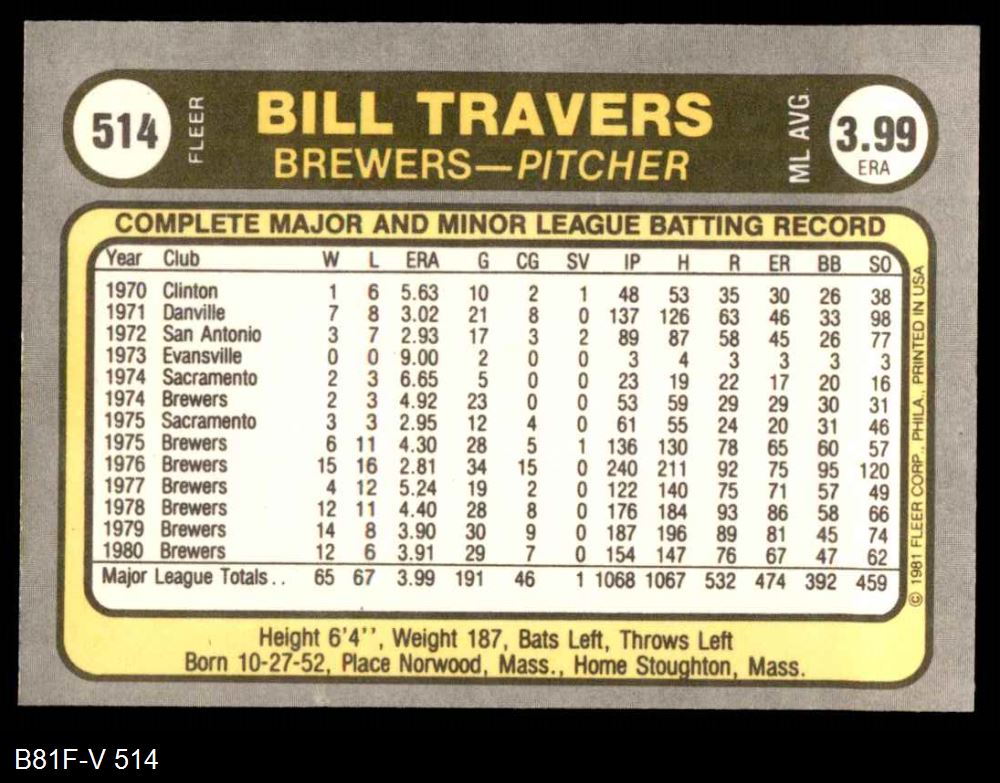 514 FLEER BILL TRAVERS ML AVG. 3.99
BREWERS—PITCHER ERA
COMPLETE MAJOR AND MINOR LEAGUE BATTING RECORD
Year Club W L ERA G CG SV IP H R ER BB SO
1970 Clinton 1 6 5.63 10 2 1 48 53 35 30 26 38
1971 Danville 7 8 3.02 21 8 0 137 126 63 46 33 98
1972 San Antonio 3 7 2.93 17 3 2 89 87 58 45 26 77
1973 Evansville 0 0 9.00 2 0 0 3 4 3 3 3 3
1974 Sacramento 2 3 6.65 5 0 0 23 19 22 17 20 16
1974 Brewers 2 3 4.92 23 0 0 53 59 29 29 30 31
1975 Sacramento 3 3 2.95 12 4 0 61 55 24 20 31 46
1975 Brewers 6 11 4.30 28 5 1 136 130 78 65 60 57
1976 Brewers 15 16 2.81 34 15 0 240 211 92 75 95 120
1977 Brewers 4 12 5.24 19 2 0 122 140 75 71 57 49
1978 Brewers 12 11 4.40 28 8 0 176 184 93 86 58 66
1979 Brewers 14 8 3.90 30 9 0 187 196 89 81 45 74
1980 Brewers 12 6 3.91 29 7 0 154 147 76 67 47 62
Major League Totals.. 65 67 3.99 191 46 1 1068 1067 532 474 392 459
© 1981 FLEER CORP., PHILA., PRINTED IN USA
Height 6'4'', Weight 187, Bats Left, Throws Left
Born 10-27-52, Place Norwood, Mass., Home Stoughton, Mass.
B81F-V 514